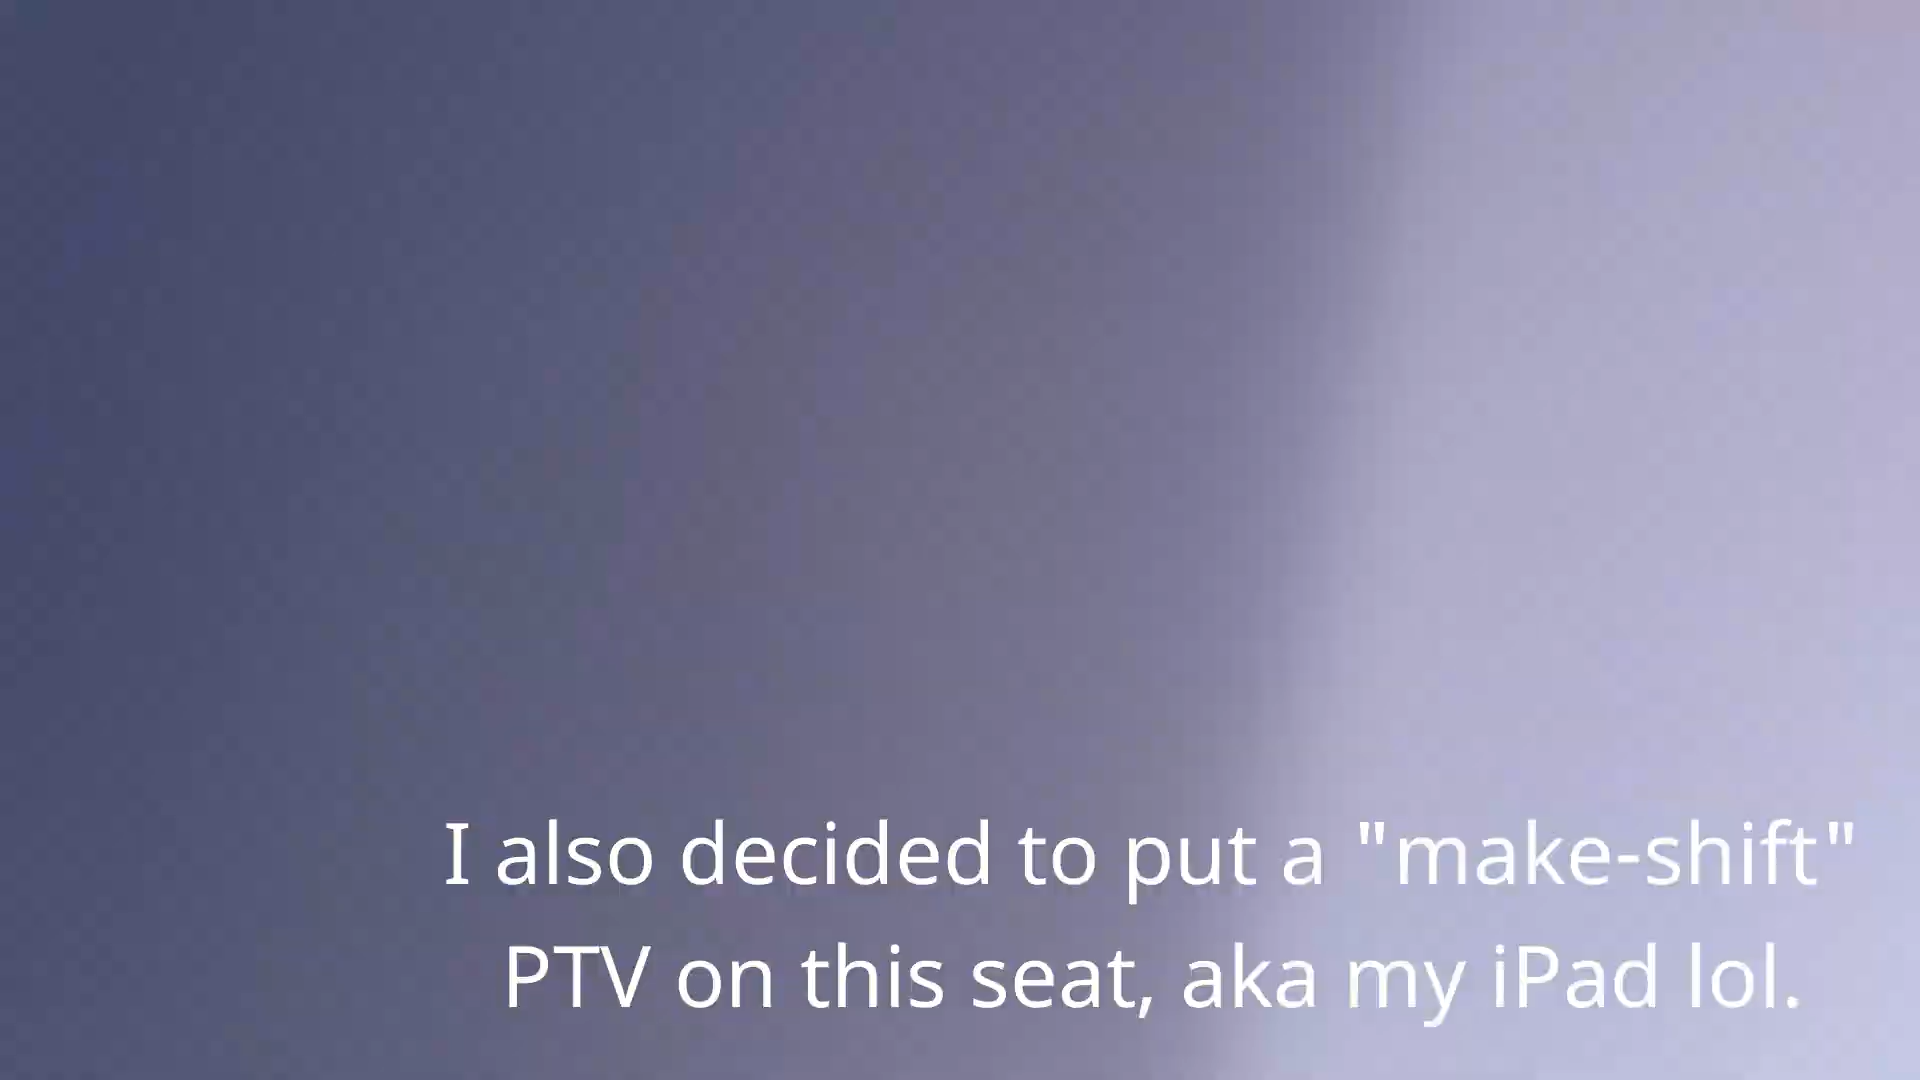 I also decided to put a "make-shift"
PTV on this seat, aka my iPad lol.